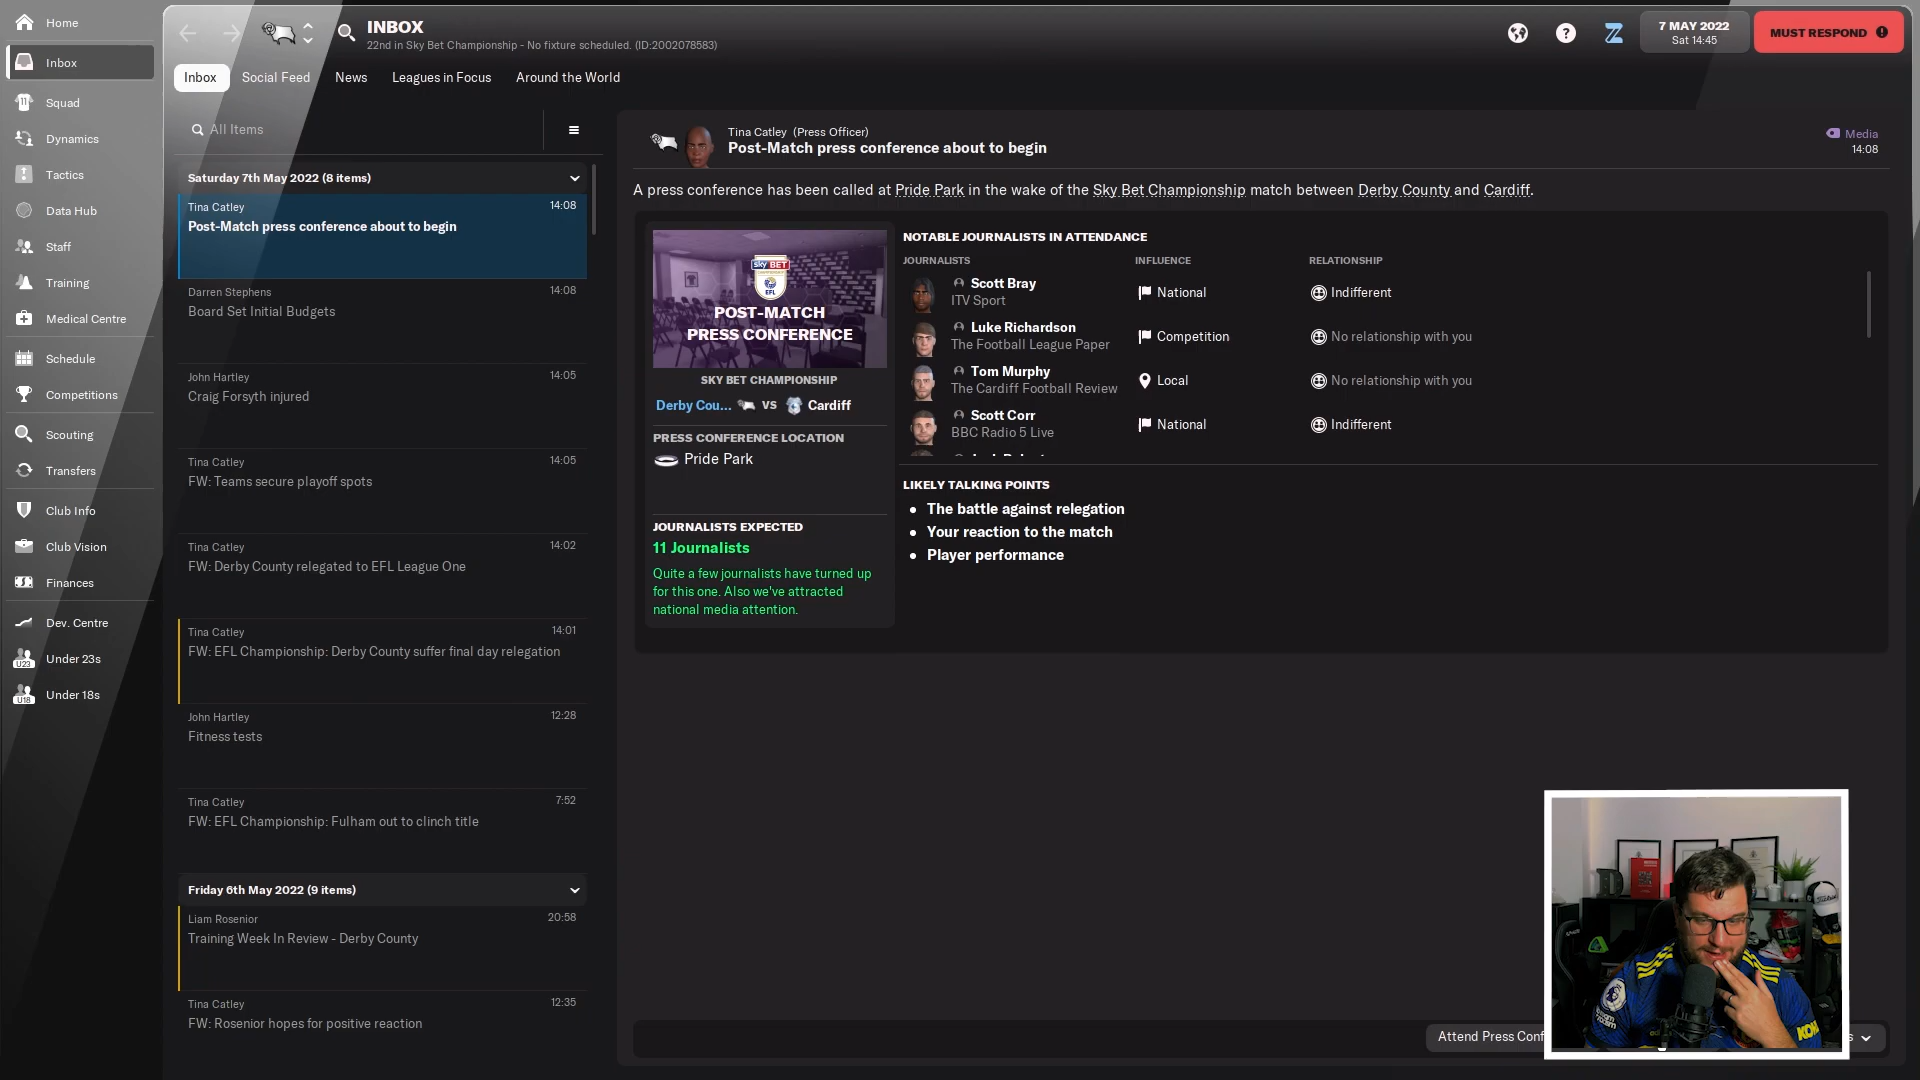 Home
Inbox
Squad
Dynamics
Tactics
Data Hub
Staff
Training
Medical Centre
Schedule
Competitions
Scouting
Transfers
Club Info
Club Vision
Finances
Dev. Centre
U23 Under 23s
U18 Under 18s
INBOX
22nd in Sky Bet Championship - No fixture scheduled. (ID:2002078583)
7 MAY 2022
Sat 14:45
MUST RESPOND
Inbox Social Feed News Leagues in Focus Around the World
All Items
Saturday 7th May 2022 (8 items)
Tina Catley 14:08
Post-Match press conference about to begin
Darren Stephens 14:08
Board Set Initial Budgets
John Hartley 14:05
Craig Forsyth injured
Tina Catley 14:05
FW: Teams secure playoff spots
Tina Catley 14:02
FW: Derby County relegated to EFL League One
Tina Catley 14:01
FW: EFL Championship: Derby County suffer final day relegation
John Hartley 12:28
Fitness tests
Tina Catley 7:52
FW: EFL Championship: Fulham out to clinch title
Friday 6th May 2022 (9 items)
Liam Rosenior 20:58
Training Week In Review - Derby County
Tina Catley 12:35
FW: Rosenior hopes for positive reaction
Tina Catley (Press Officer)
Post-Match press conference about to begin
Media
14:08
A press conference has been called at Pride Park in the wake of the Sky Bet Championship match between Derby County and Cardiff.
sky BET
EFL
POST-MATCH
PRESS CONFERENCE
SKY BET CHAMPIONSHIP
Derby Cou... VS Cardiff
PRESS CONFERENCE LOCATION
Pride Park
JOURNALISTS EXPECTED
11 Journalists
Quite a few journalists have turned up
for this one. Also we've attracted
national media attention.
NOTABLE JOURNALISTS IN ATTENDANCE
JOURNALISTS INFLUENCE RELATIONSHIP
Scott Bray
ITV Sport
National Indifferent
Luke Richardson
The Football League Paper
Competition No relationship with you
Tom Murphy
The Cardiff Football Review
Local No relationship with you
Scott Corr
BBC Radio 5 Live
National Indifferent
LIKELY TALKING POINTS
• The battle against relegation
• Your reaction to the match
• Player performance
Attend Press Conf